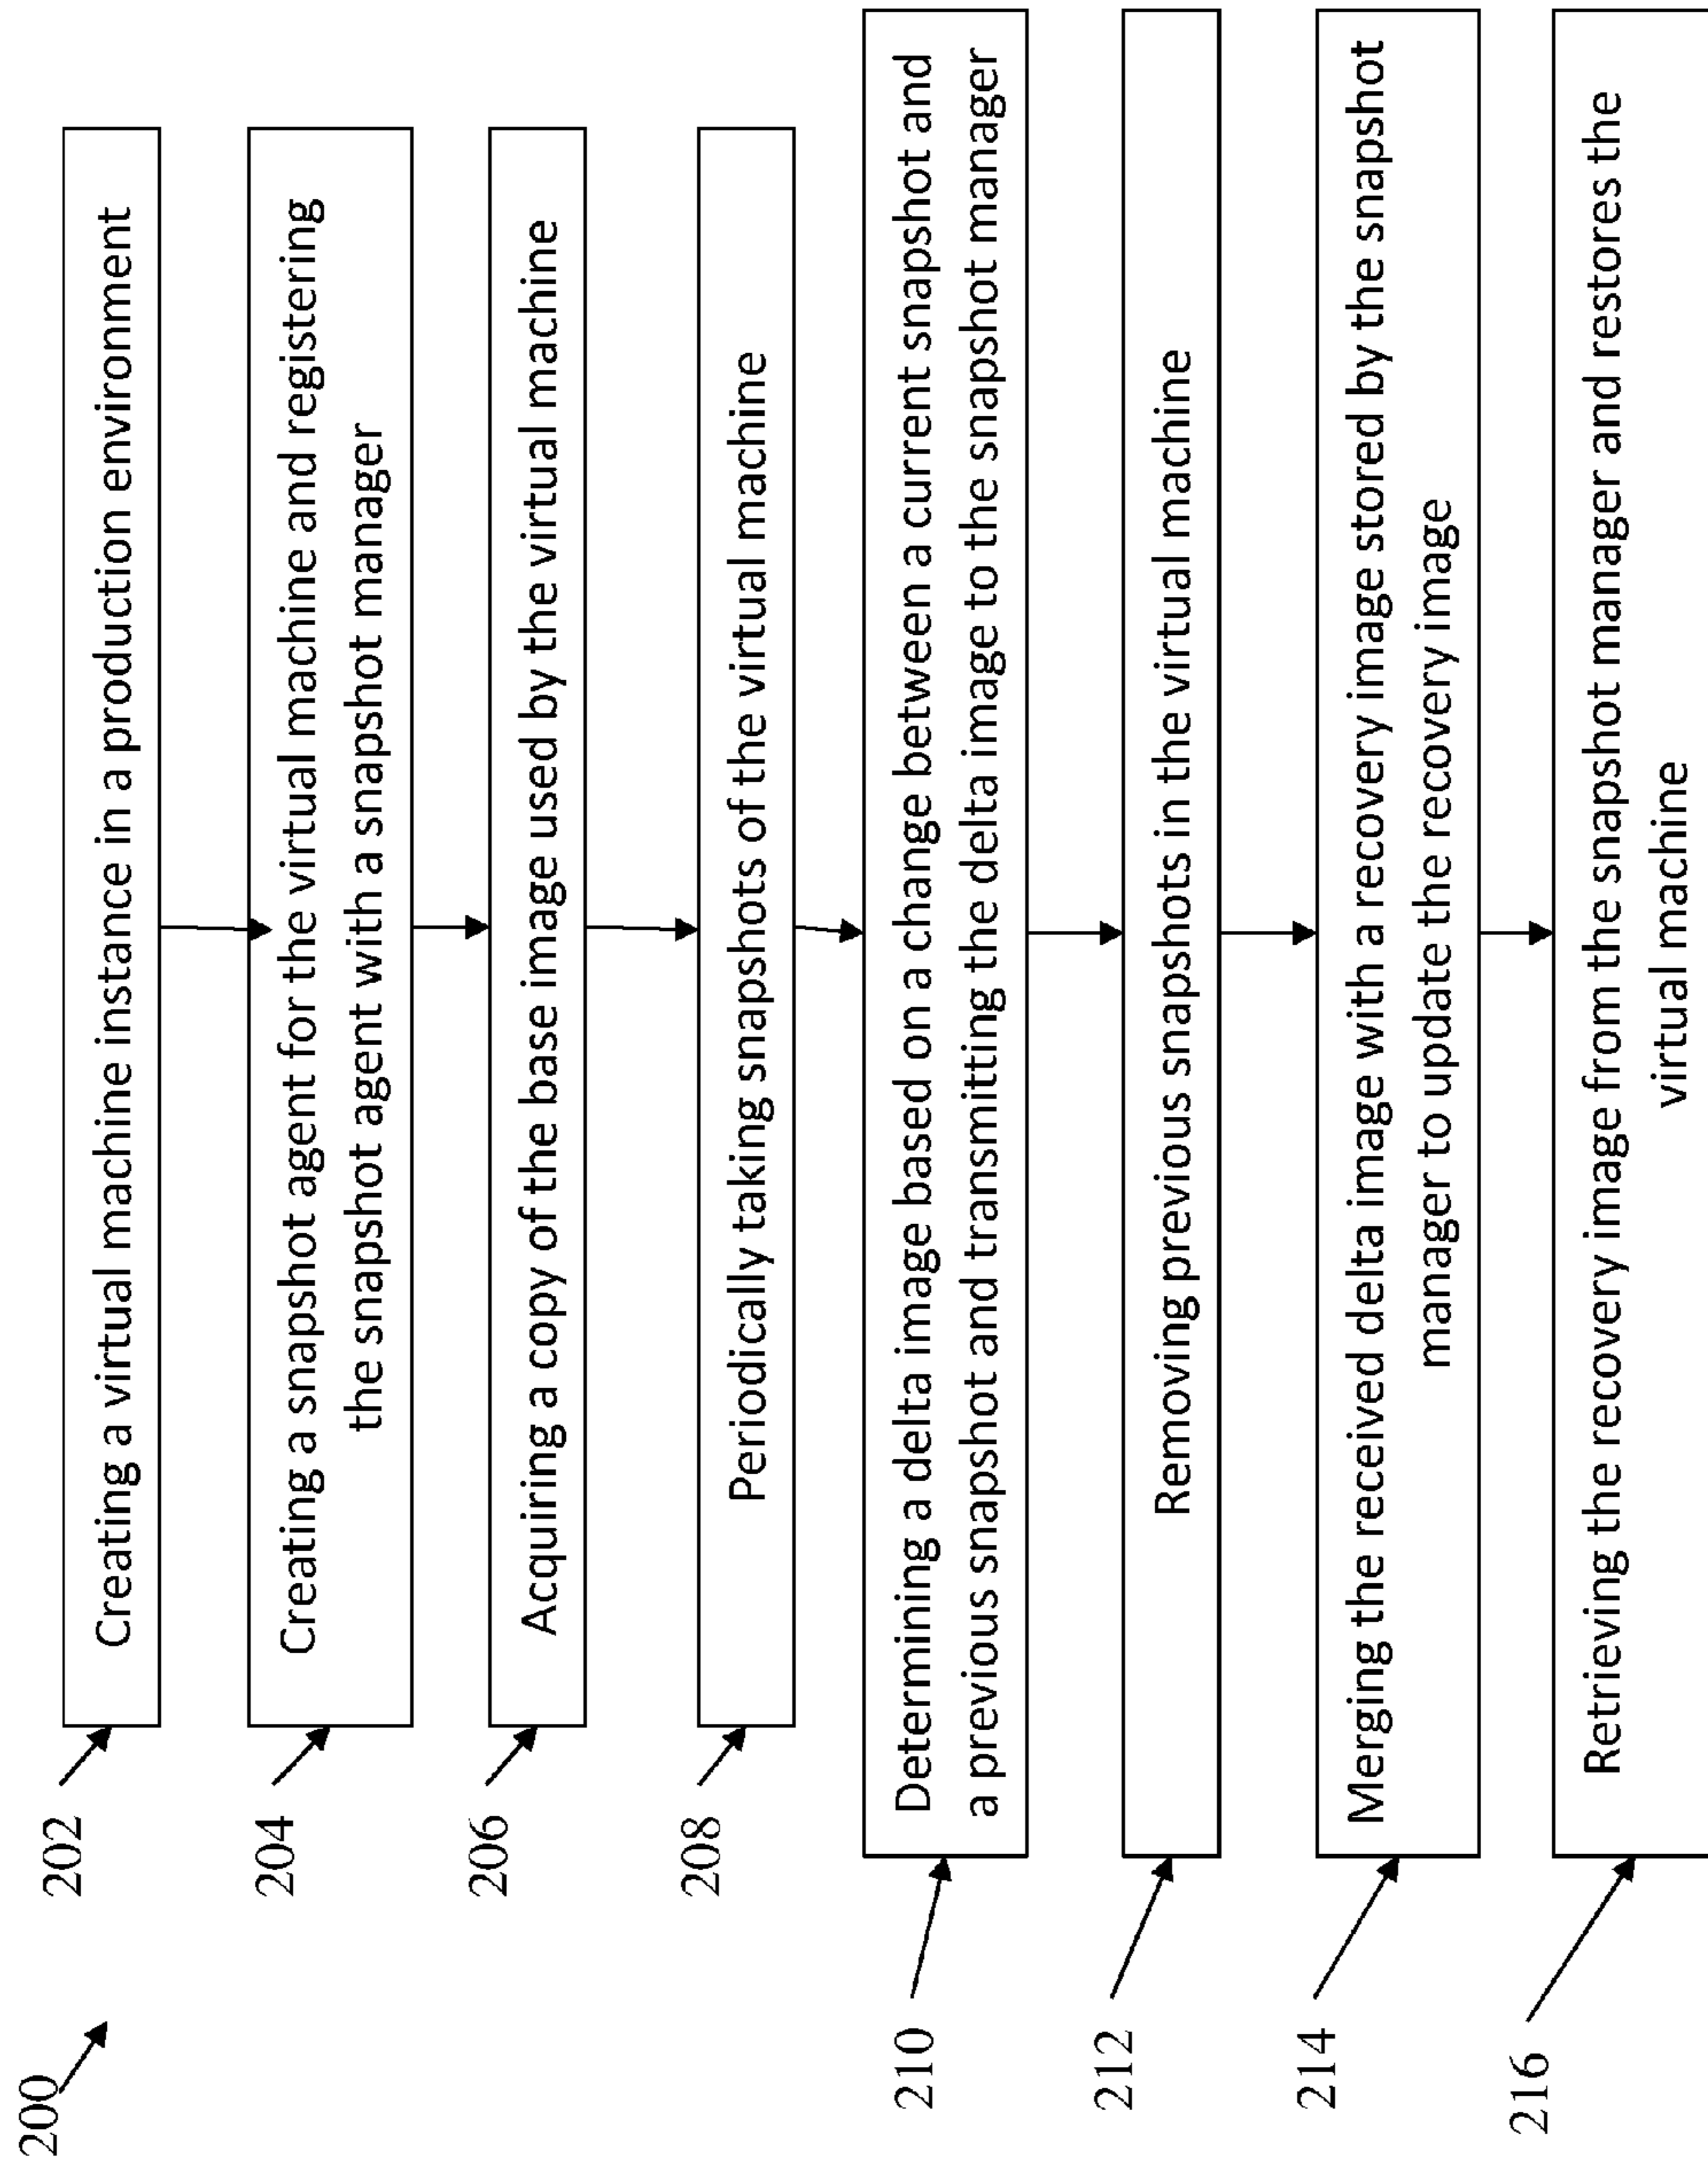 200
202
Creating a virtual machine instance in a production environment
204
Creating a snapshot agent for the virtual machine and registering
the snapshot agent with a snapshot manager
206
Acquiring a copy of the base image used by the virtual machine
208
Periodically taking snapshots of the virtual machine
210
Determining a delta image based on a change between a current snapshot and
a previous snapshot and transmitting the delta image to the snapshot manager
212
Removing previous snapshots in the virtual machine
214
Merging the received delta image with a recovery image stored by the snapshot
manager to update the recovery image
216
Retrieving the recovery image from the snapshot manager and restores the
virtual machine